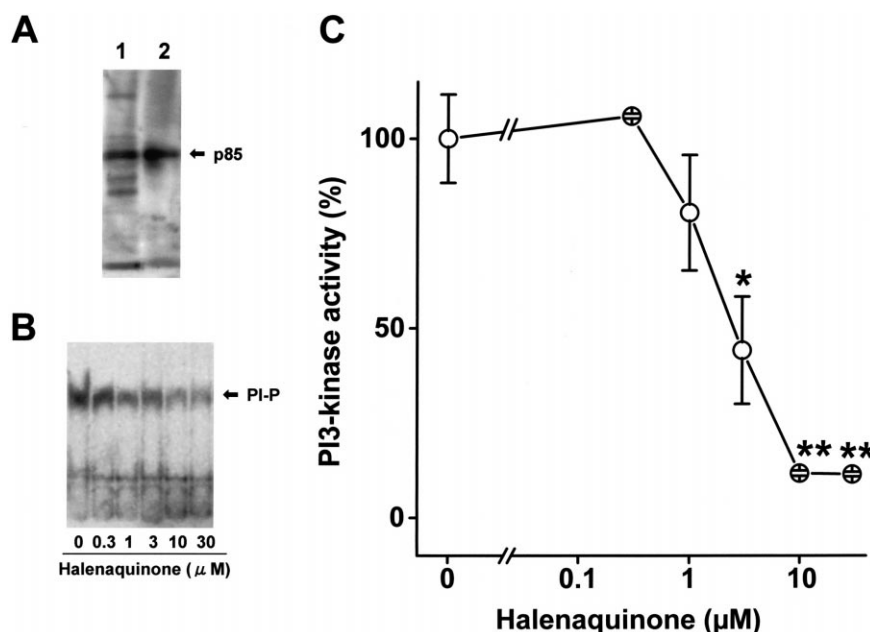 A
1 2
p85
B
PI-P
0 0.3 1 3 10 30
Halenaquinone (μ M)
C
PI3-kinase activity (%)
100
50
0
*
** **
0 0.1 1 10
Halenaquinone (μM)